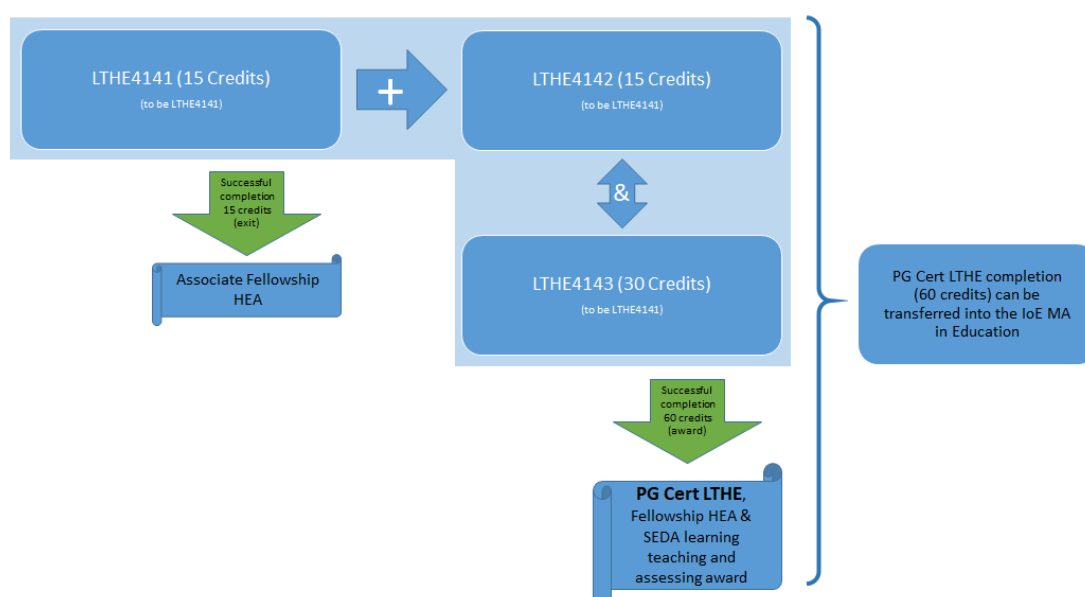 LTHE4141 (15 Credits)
(to be LTHE4141)
+
LTHE4142 (15 Credits)
(to be LTHE4141)
&
LTHE4143 (30 Credits)
(to be LTHE4141)
Successful
completion
15 credits
(exit)
Associate Fellowship
HEA
Successful
completion
60 credits
(award)
PG Cert LTHE,
Fellowship HEA &
SEDA learning
teaching and
assessing award
PG Cert LTHE completion
(60 credits) can be
transferred into the IoE MA
in Education